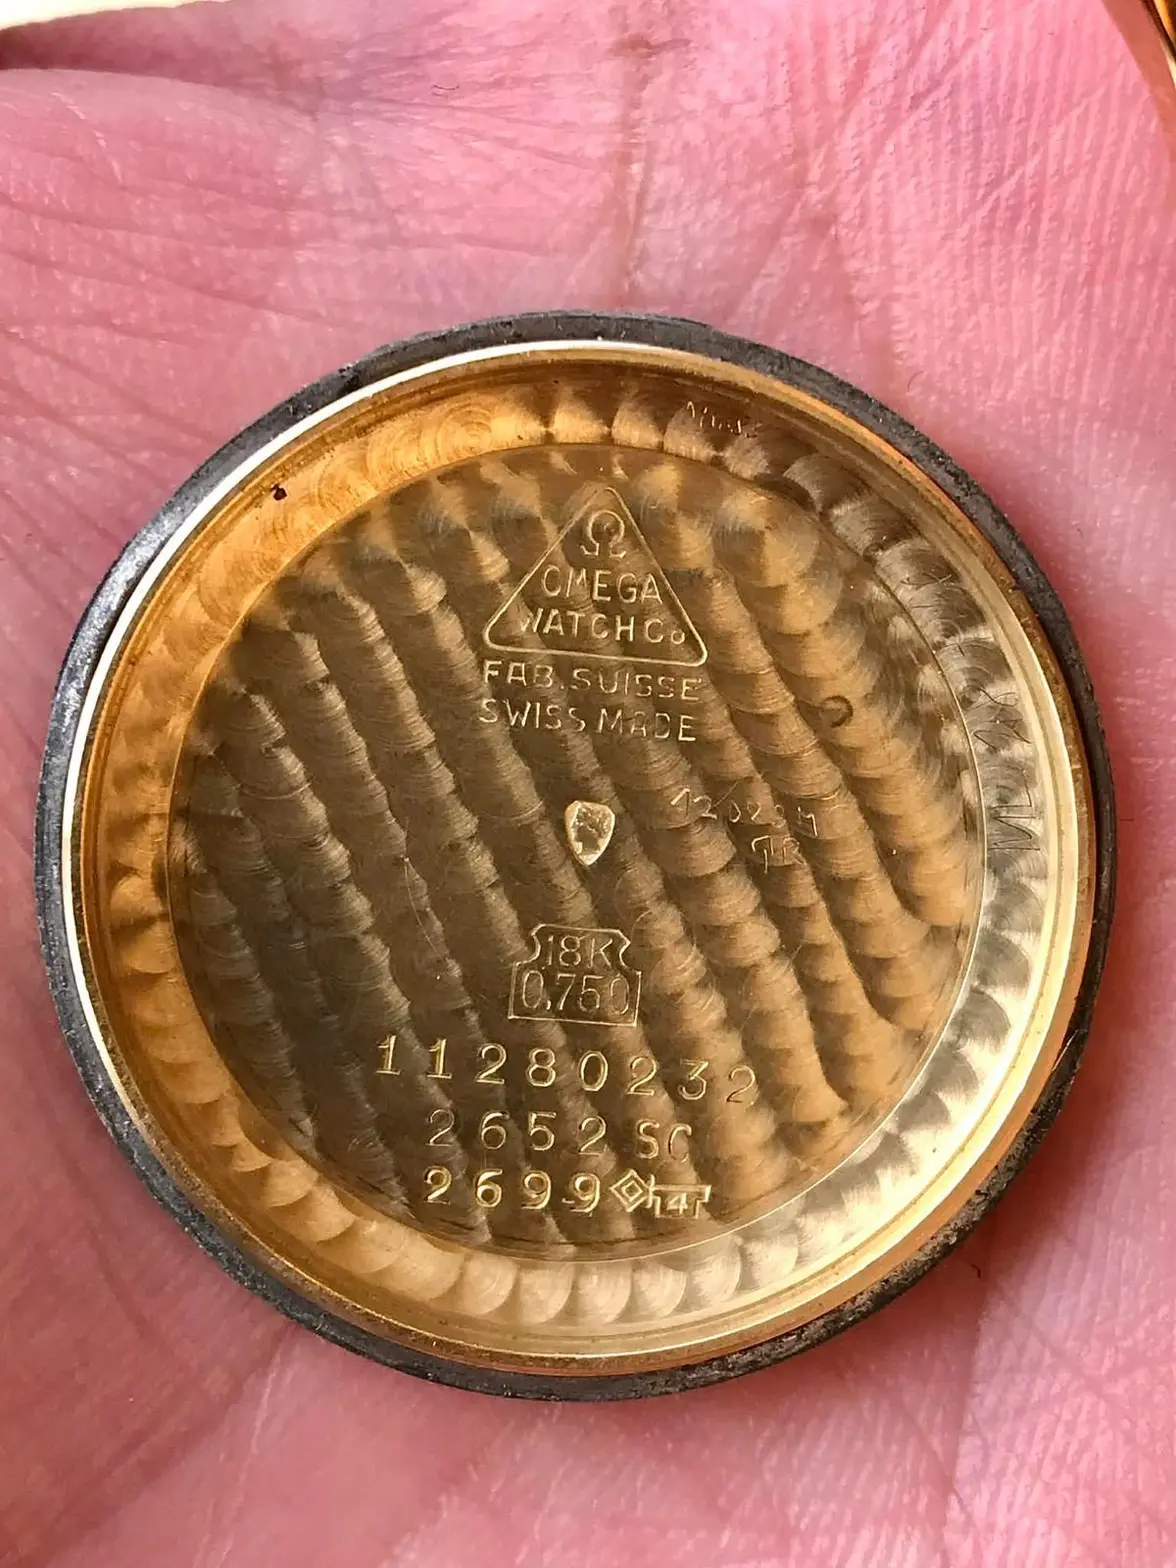 Ω
OMEGA
WATCH Co
FAB. SUISSE
SWISS MADE
18K
0.750
11280232
2652 SC
2699